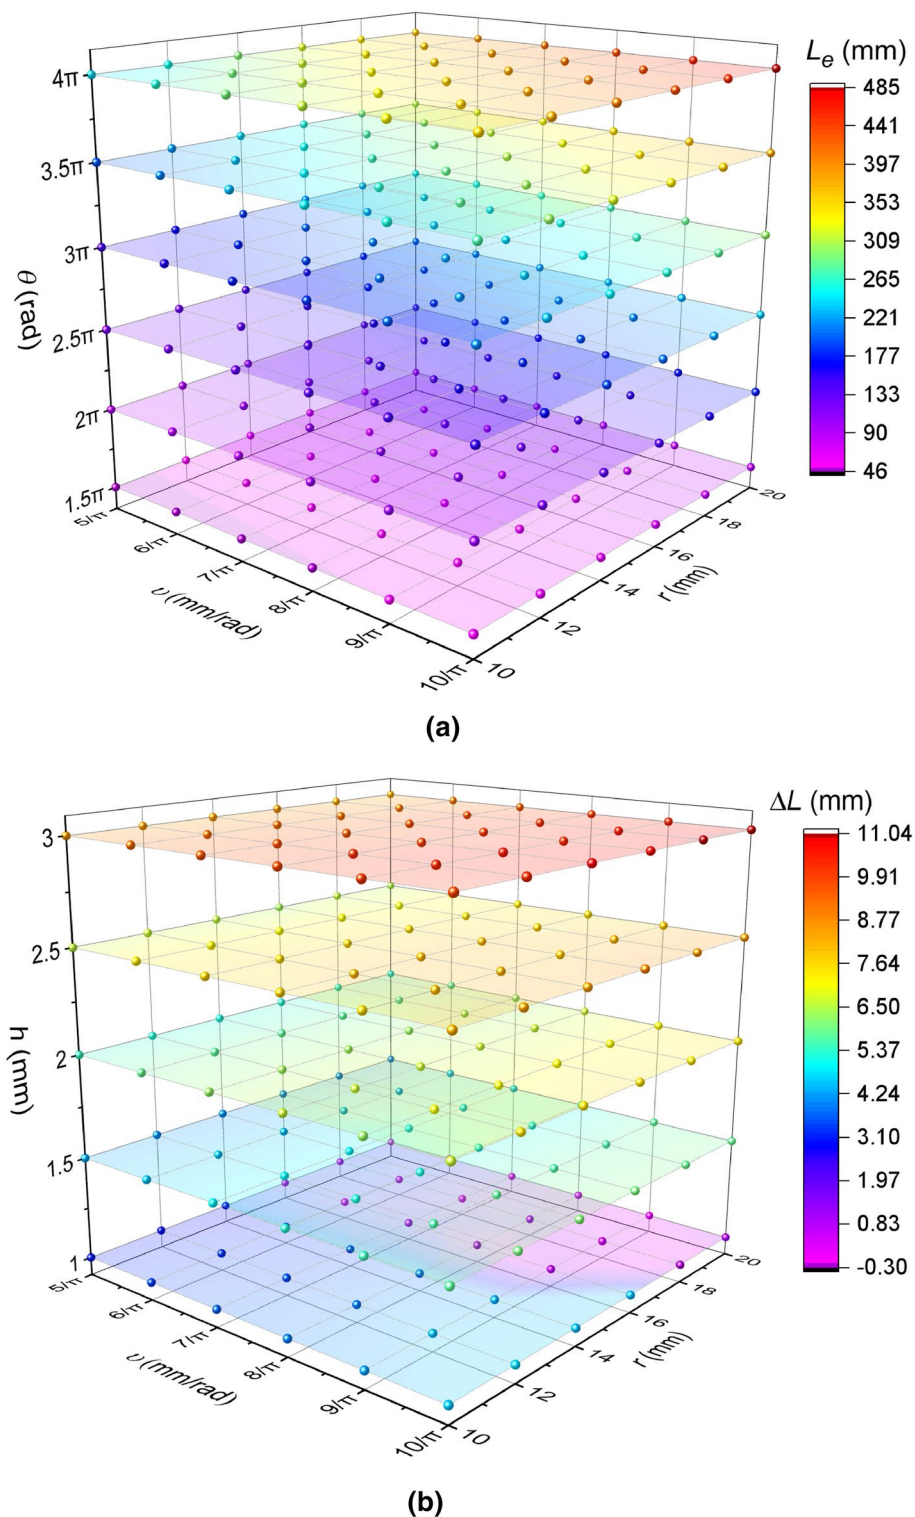 Lₑ (mm)
485
441
397
353
309
265
221
177
133
90
46
4π
3.5π
3π
2.5π
2π
1.5π
θ (rad)
5/π
6/π
7/π
8/π
9/π
10/π
υ (mm/rad)
10
12
14
16
18
20
r (mm)
(a)
ΔL (mm)
11.04
9.91
8.77
7.64
6.50
5.37
4.24
3.10
1.97
0.83
-0.30
3
2.5
2
1.5
1
h (mm)
5/π
6/π
7/π
8/π
9/π
10/π
υ (mm/rad)
10
12
14
16
18
20
r (mm)
(b)